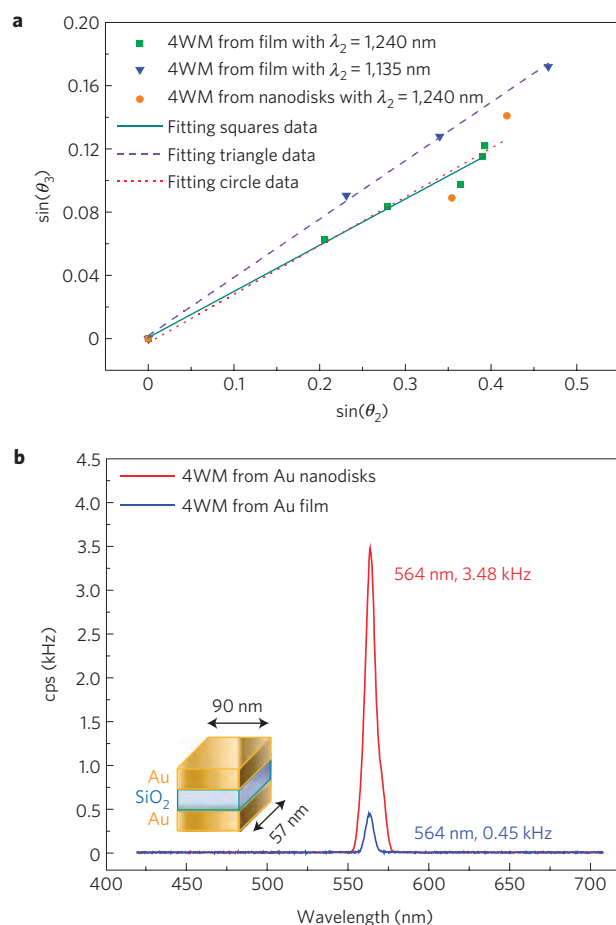 a
0.20
0.16
0.12
0.08
0.04
0
sin(θ3)
4WM from film with λ2 = 1,240 nm
4WM from film with λ2 = 1,135 nm
4WM from nanodisks with λ2 = 1,240 nm
Fitting squares data
Fitting triangle data
Fitting circle data
0 0.1 0.2 0.3 0.4 0.5
sin(θ2)
b
4.5
4.0
3.5
3.0
2.5
2.0
1.5
1.0
0.5
0
cps (kHz)
4WM from Au nanodisks
4WM from Au film
564 nm, 3.48 kHz
90 nm
Au
SiO2
Au
57 nm
564 nm, 0.45 kHz
400 450 500 550 600 650 700
Wavelength (nm)